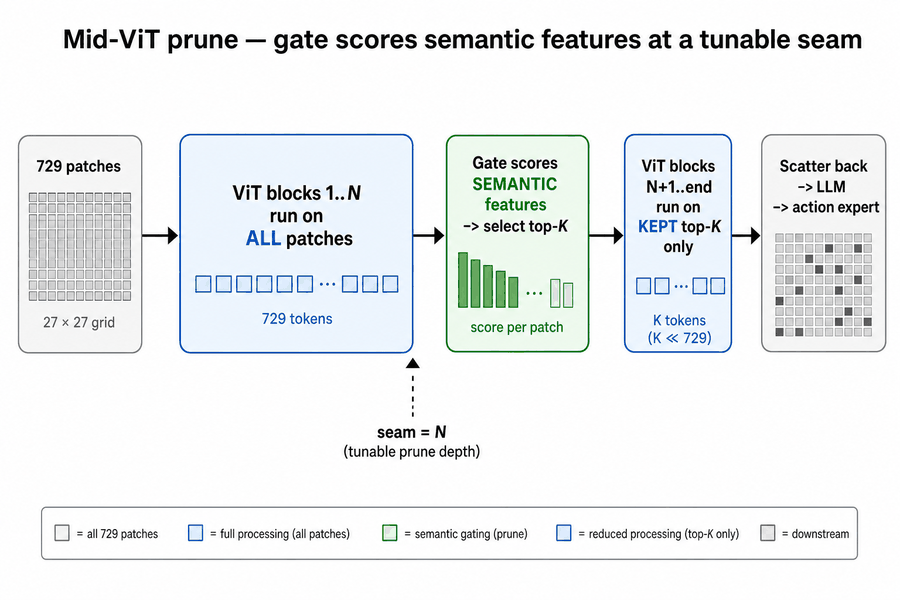 Mid-ViT prune — gate scores semantic features at a tunable seam
729 patches
27 × 27 grid
ViT blocks 1..N
run on
ALL patches
...
729 tokens
Gate scores
SEMANTIC
features
–> select top-K
...
score per patch
ViT blocks
N+1..end
run on
KEPT top-K
only
...
K tokens
(K ≪ 729)
Scatter back
–> LLM
–> action expert
seam = N
(tunable prune depth)
= all 729 patches
= full processing (all patches)
= semantic gating (prune)
= reduced processing (top-K only)
= downstream